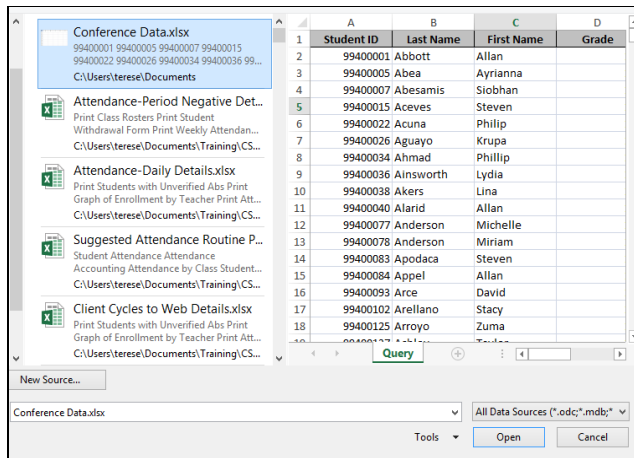 Conference Data.xlsx
99400001 99400005 99400007 99400015
99400022 99400026 99400034 99400036 99...
C:\Users\terese\Documents
Attendance-Period Negative Det...
Print Class Rosters Print Student
Withdrawal Form Print Weekly Attendan...
C:\Users\terese\Documents\Training\CS...
Attendance-Daily Details.xlsx
Print Students with Unverified Abs Print
Graph of Enrollment by Teacher Print Att...
C:\Users\terese\Documents\Training\CS...
Suggested Attendance Routine P...
Student Attendance Attendance
Accounting Attendance by Class Student...
C:\Users\terese\Documents\Training\CS...
Client Cycles to Web Details.xlsx
Print Students with Unverified Abs Print
Graph of Enrollment by Teacher Print Att...
C:\Users\terese\Documents\Training\CS...
A B C D
1 Student ID Last Name First Name Grade
2 99400001 Abbott Allan
3 99400005 Abea Ayrianna
4 99400007 Abesamis Siobhan
5 99400015 Aceves Steven
6 99400022 Acuna Philip
7 99400026 Aguayo Krupa
8 99400034 Ahmad Phillip
9 99400036 Ainsworth Lydia
10 99400038 Akers Lina
11 99400040 Alarid Allan
12 99400077 Anderson Michelle
13 99400078 Anderson Miriam
14 99400083 Apodaca Steven
15 99400084 Appel Allan
16 99400093 Arce David
17 99400102 Arellano Stacy
18 99400125 Arroyo Zuma
Query
New Source...
Conference Data.xlsx
All Data Sources (*.odc;*.mdb;*
Tools
Open
Cancel